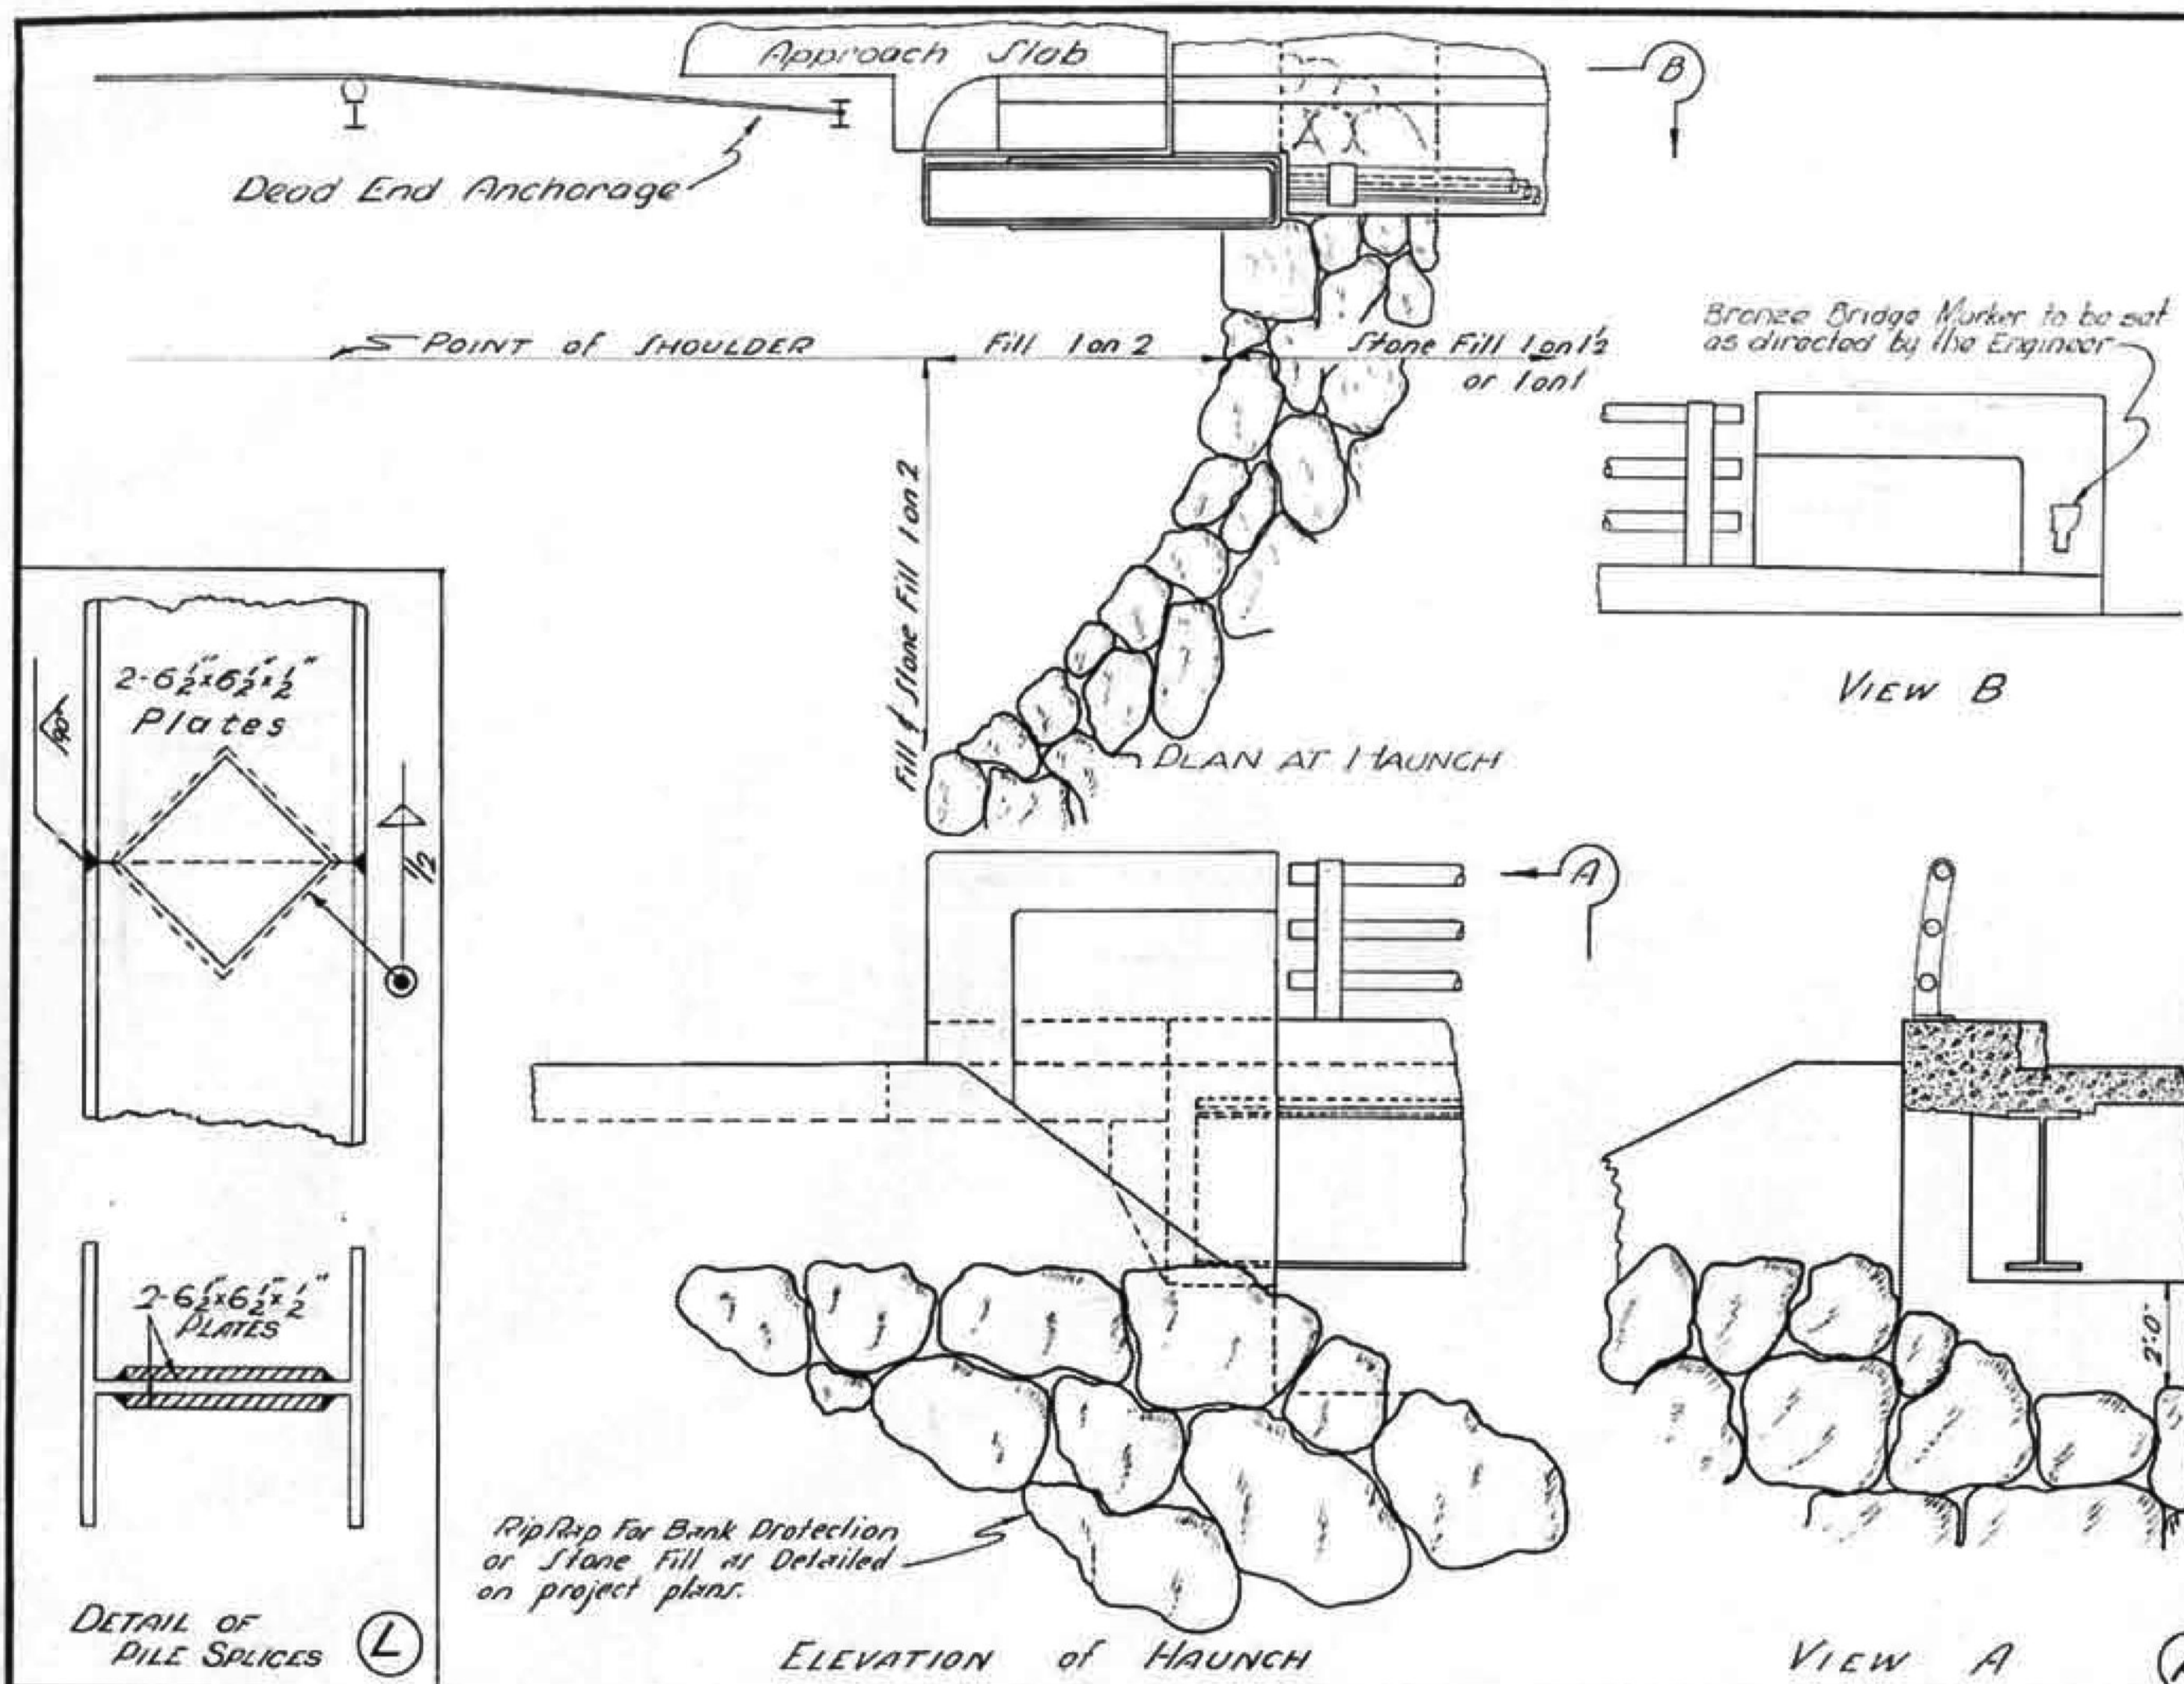 Approach Slab
B
Dead End Anchorage
A
POINT of SHOULDER
Fill 1 on 2
Stone Fill 1 on 1½
or 1 on 1
Bronze Bridge Marker to be set
as directed by the Engineer
Fill & Stone Fill 1 on 2
VIEW B
PLAN AT HAUNCH
2-6½"x6½"x½"
Plates
90°
1/2
A
2-6½"x6½"x½"
PLATES
2'-0"
RipRap For Bank Protection
or Stone Fill as Detailed
on project plans.
DETAIL OF
PILE SPLICES
L
ELEVATION of HAUNCH
VIEW A